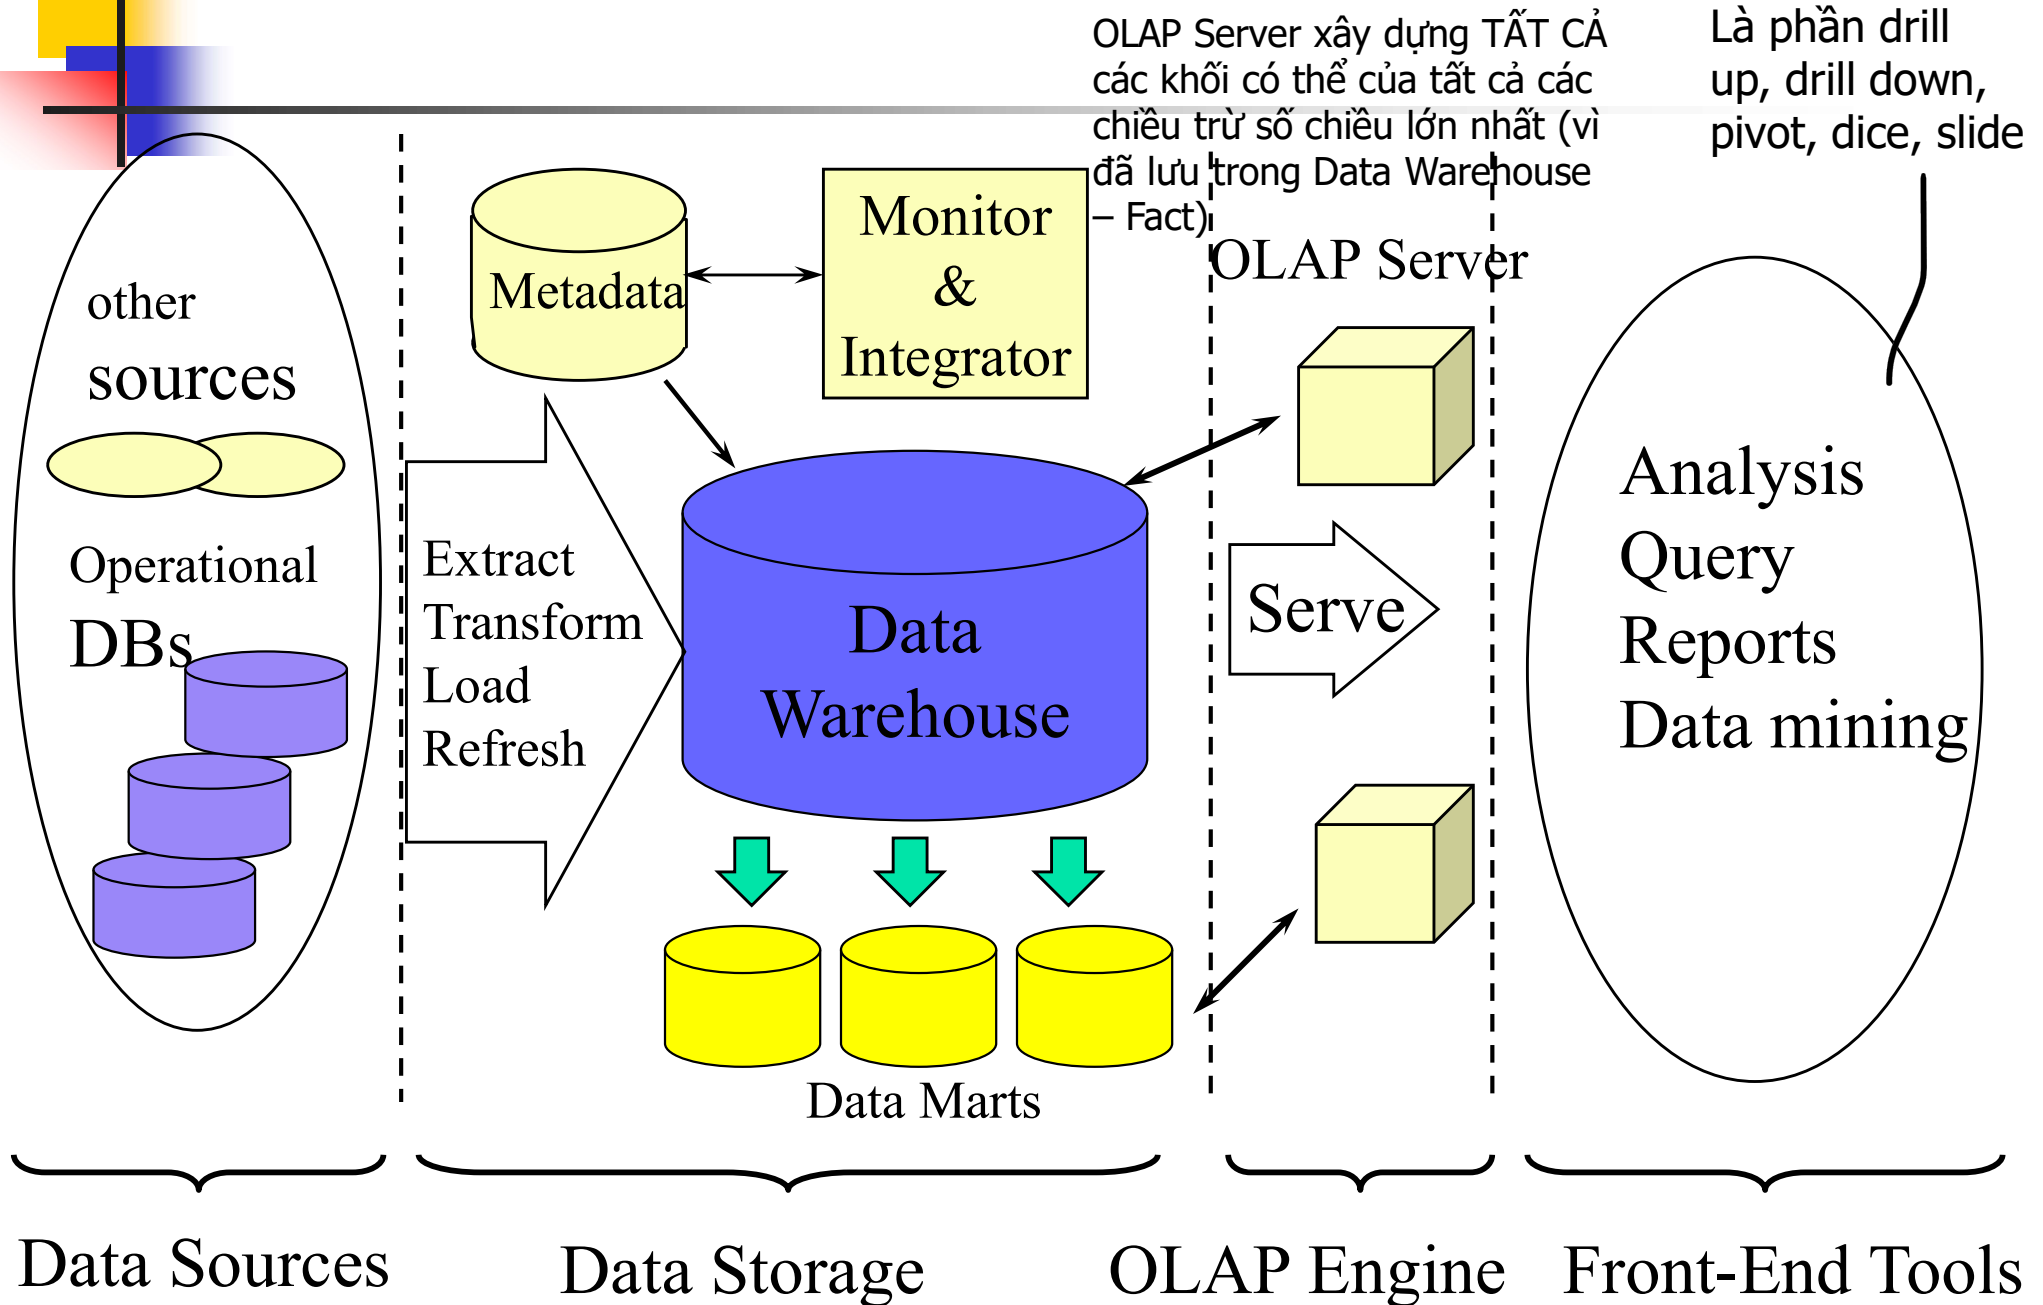 OLAP Server xây dựng TẤT CẢ
các khối có thể của tất cả các
chiều trừ số chiều lớn nhất (vì
đã lưu trong Data Warehouse
– Fact)
Là phần drill
up, drill down,
pivot, dice, slide
other
sources
Operational
DBs
Metadata
Monitor
&
Integrator
Extract
Transform
Load
Refresh
Data
Warehouse
Data Marts
OLAP Server
Serve
Analysis
Query
Reports
Data mining
Data Sources
Data Storage
OLAP Engine
Front-End Tools